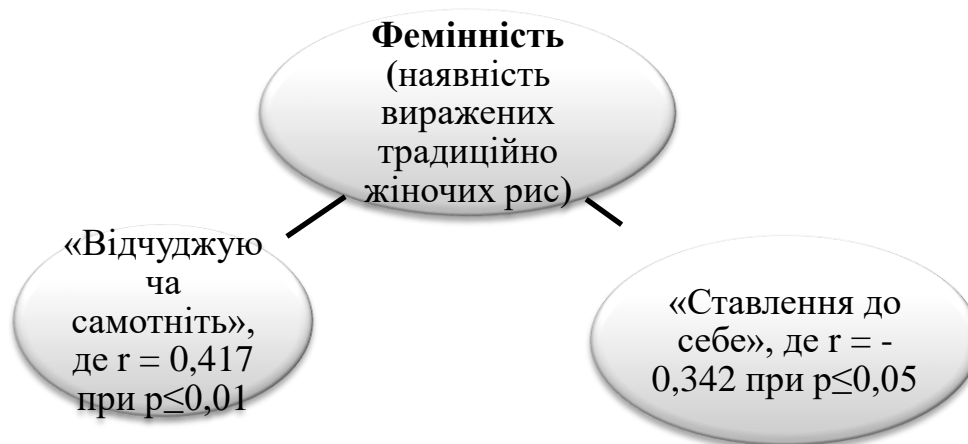 Фемінність
(наявність
виражених
традиційно
жіночих рис)
«Відчуджую
ча
самотніть»,
де r = 0,417
при p≤0,01
«Ставлення до
себе», де r = -
0,342 при p≤0,05